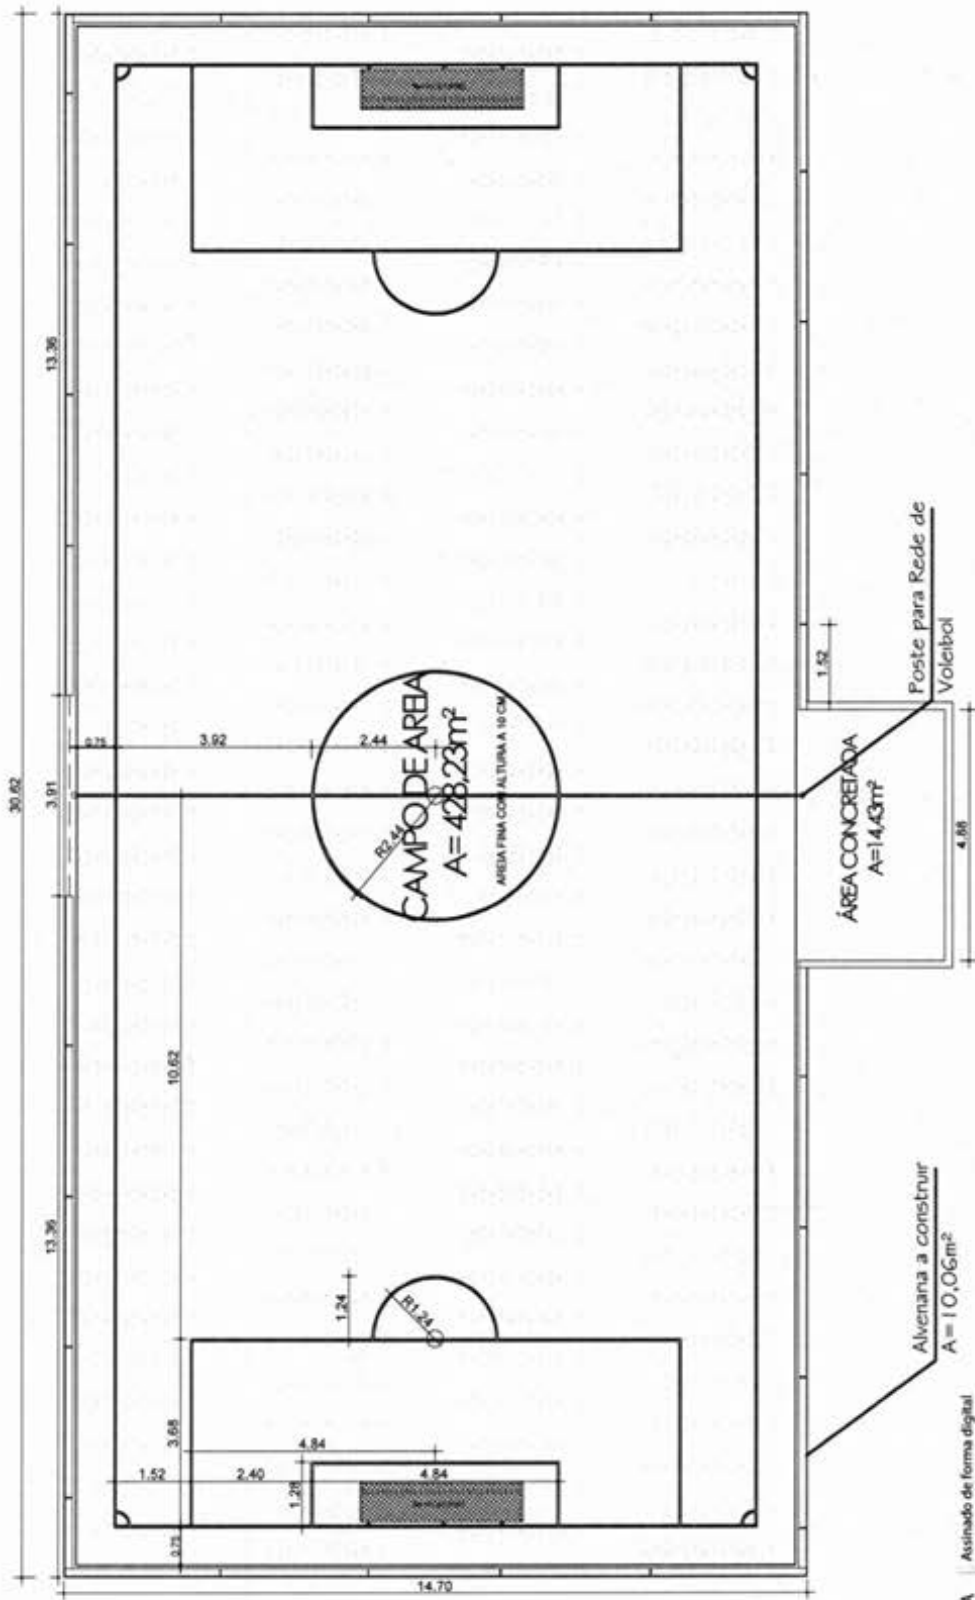 30.62
13.36
3.91
13.36
0.75
3.92
2.44
R2.44
CAMPO DE AREIA
A= 428,23m²
AREIA FINA COM ALTURA A 10 CM
1.52
Poste para Rede de
Voleibol
ÁREA CONCRETADA
A=14,43m²
4.88
10.62
1.24
R1.24
3.68
4.84
1.52
2.40
4.84
1.28
0.75
14.70
Alvenaria a construir
A = 10,06m²
Assinado de forma digital